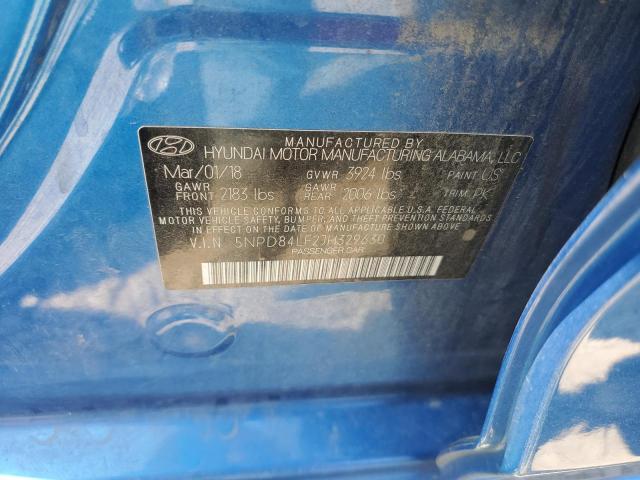 MANUFACTURED BY
HYUNDAI MOTOR MANUFACTURING ALABAMA, LLC
Mar/01/18 GVWR 3924 lbs PAINT US
GAWR FRONT 2183 lbs GAWR REAR 2006 lbs TRIM PK
THIS VEHICLE CONFORMS TO ALL APPLICABLE U.S.A. FEDERAL
MOTOR VEHICLE SAFETY, BUMPER, AND THEFT PREVENTION STANDARDS
IN EFFECT ON THE DATE OF MANUFACTURE SHOWN ABOVE.
V.I.N 5NPD84LF2JH329630
PASSENGER CAR